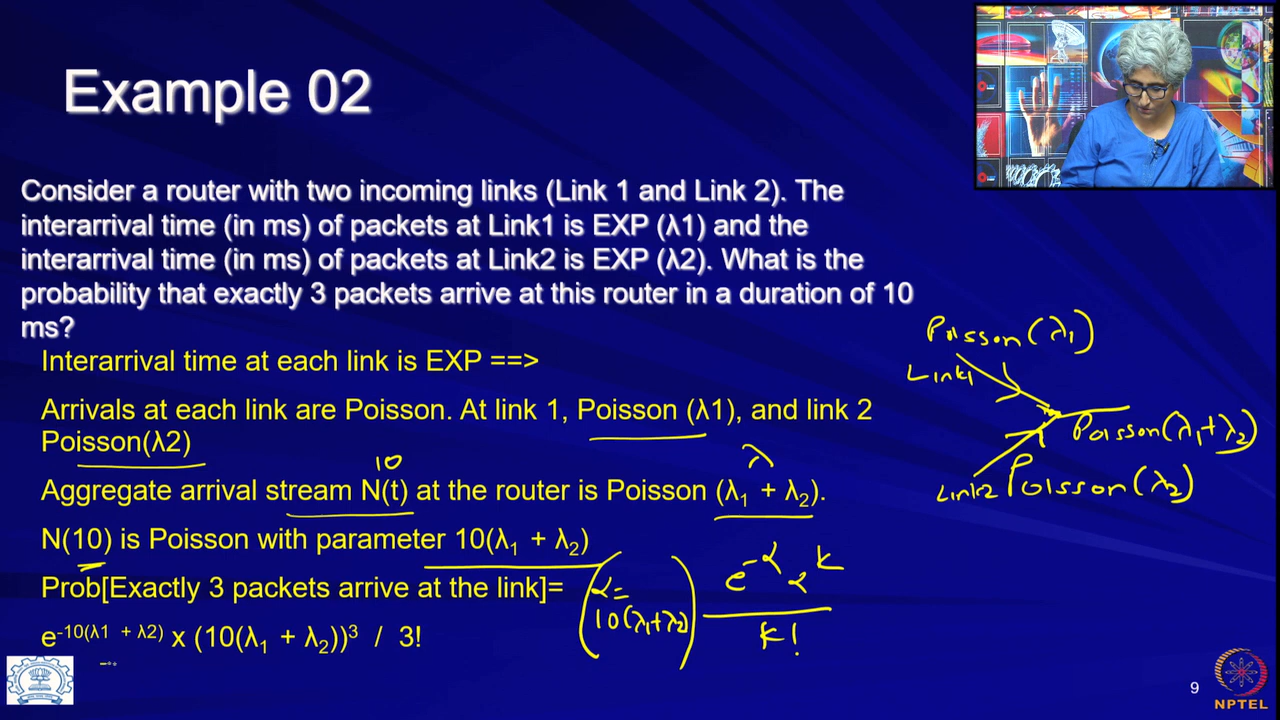 Example 02
Consider a router with two incoming links (Link 1 and Link 2). The
interarrival time (in ms) of packets at Link1 is EXP (λ1) and the
interarrival time (in ms) of packets at Link2 is EXP (λ2). What is the
probability that exactly 3 packets arrive at this router in a duration of 10
ms?
Interarrival time at each link is EXP ==>
Arrivals at each link are Poisson. At link 1, Poisson (λ1), and link 2
Poisson(λ2)
10
λ
Aggregate arrival stream N(t) at the router is Poisson (λ₁ + λ₂).
N(10) is Poisson with parameter 10(λ₁ + λ₂)
Prob[Exactly 3 packets arrive at the link]=
e^-10(λ1 + λ2) x (10(λ₁ + λ₂))³ / 3!
(α =
10(λ₁+λ₂)
e^-α α^k
k!
Poisson(λ₁)
Link1
Poisson(λ₁+λ₂)
Link2 Poisson(λ₂)
9
NPTEL